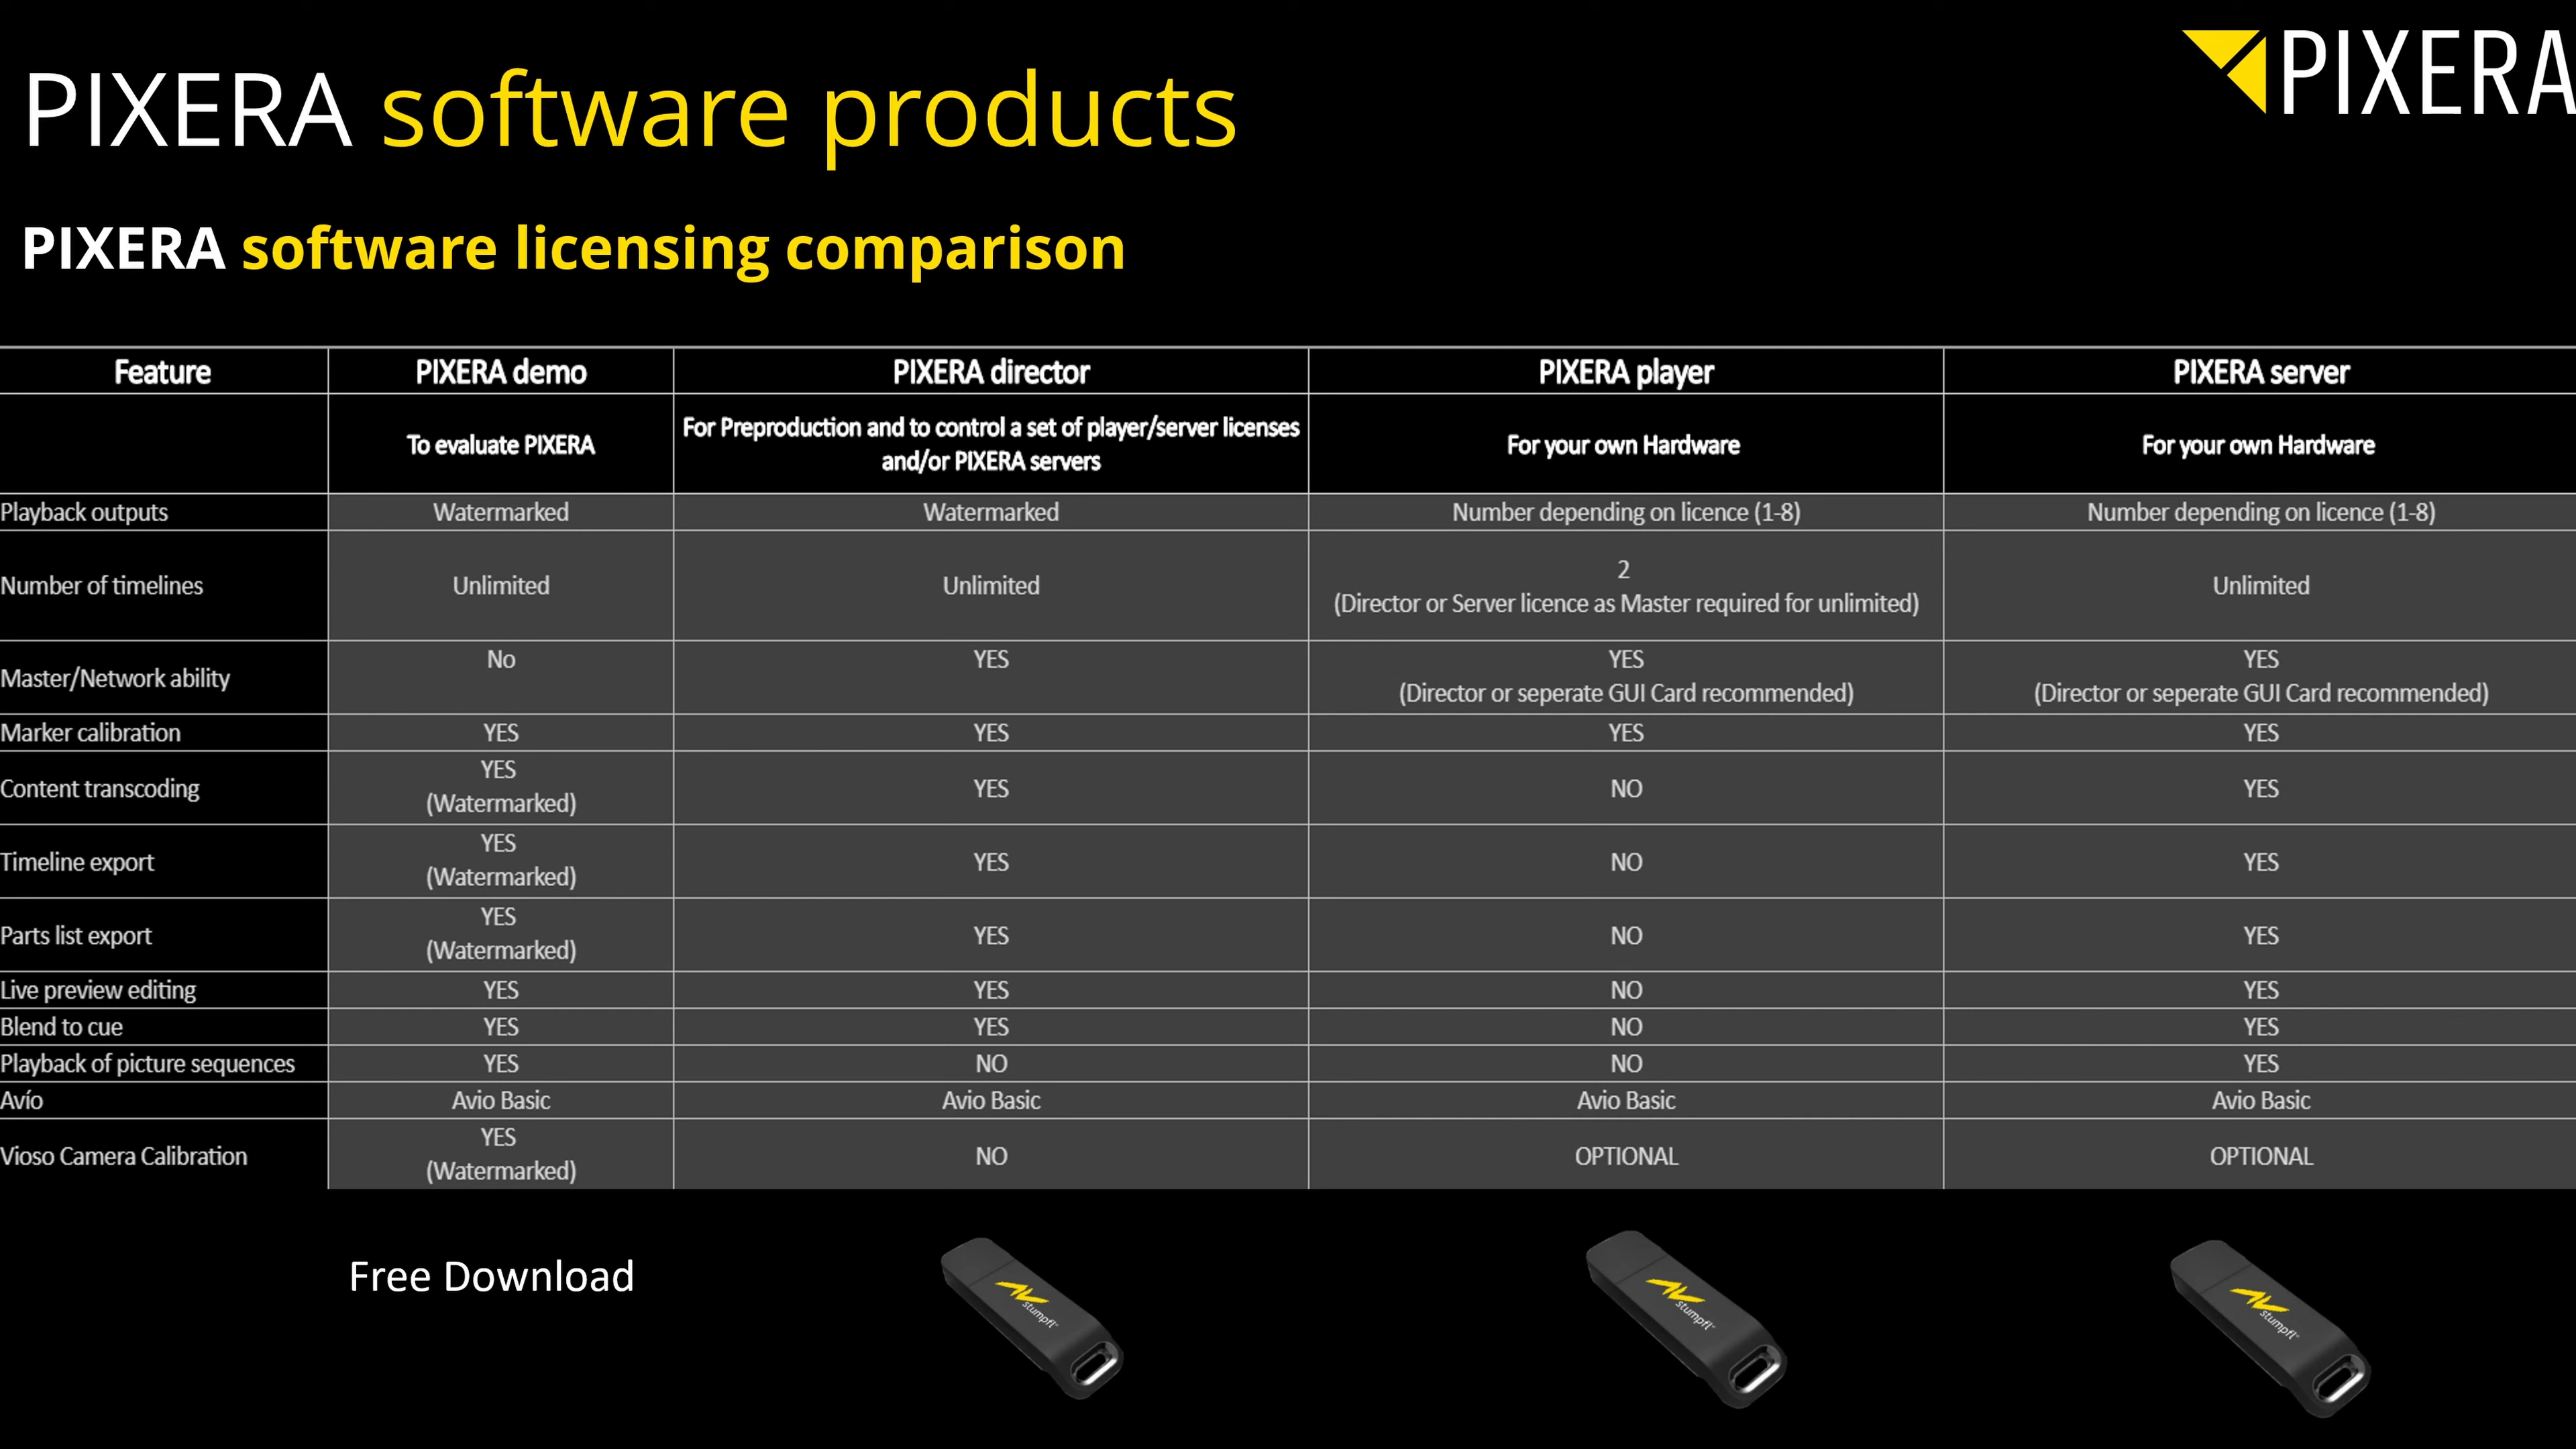 PIXERA software products
PIXERA
PIXERA software licensing comparison
Feature PIXERA demo PIXERA director PIXERA player PIXERA server
To evaluate PIXERA For Preproduction and to control a set of player/server licenses and/or PIXERA servers For your own Hardware For your own Hardware
Playback outputs Watermarked Watermarked Number depending on licence (1-8) Number depending on licence (1-8)
Number of timelines Unlimited Unlimited 2 (Director or Server licence as Master required for unlimited) Unlimited
Master/Network ability No YES YES (Director or seperate GUI Card recommended) YES (Director or seperate GUI Card recommended)
Marker calibration YES YES YES YES
Content transcoding YES (Watermarked) YES NO YES
Timeline export YES (Watermarked) YES NO YES
Parts list export YES (Watermarked) YES NO YES
Live preview editing YES YES NO YES
Blend to cue YES YES NO YES
Playback of picture sequences YES NO NO YES
Avío Avio Basic Avio Basic Avio Basic Avio Basic
Vioso Camera Calibration YES (Watermarked) NO OPTIONAL OPTIONAL
Free Download
AV stumpfl
AV stumpfl
AV stumpfl